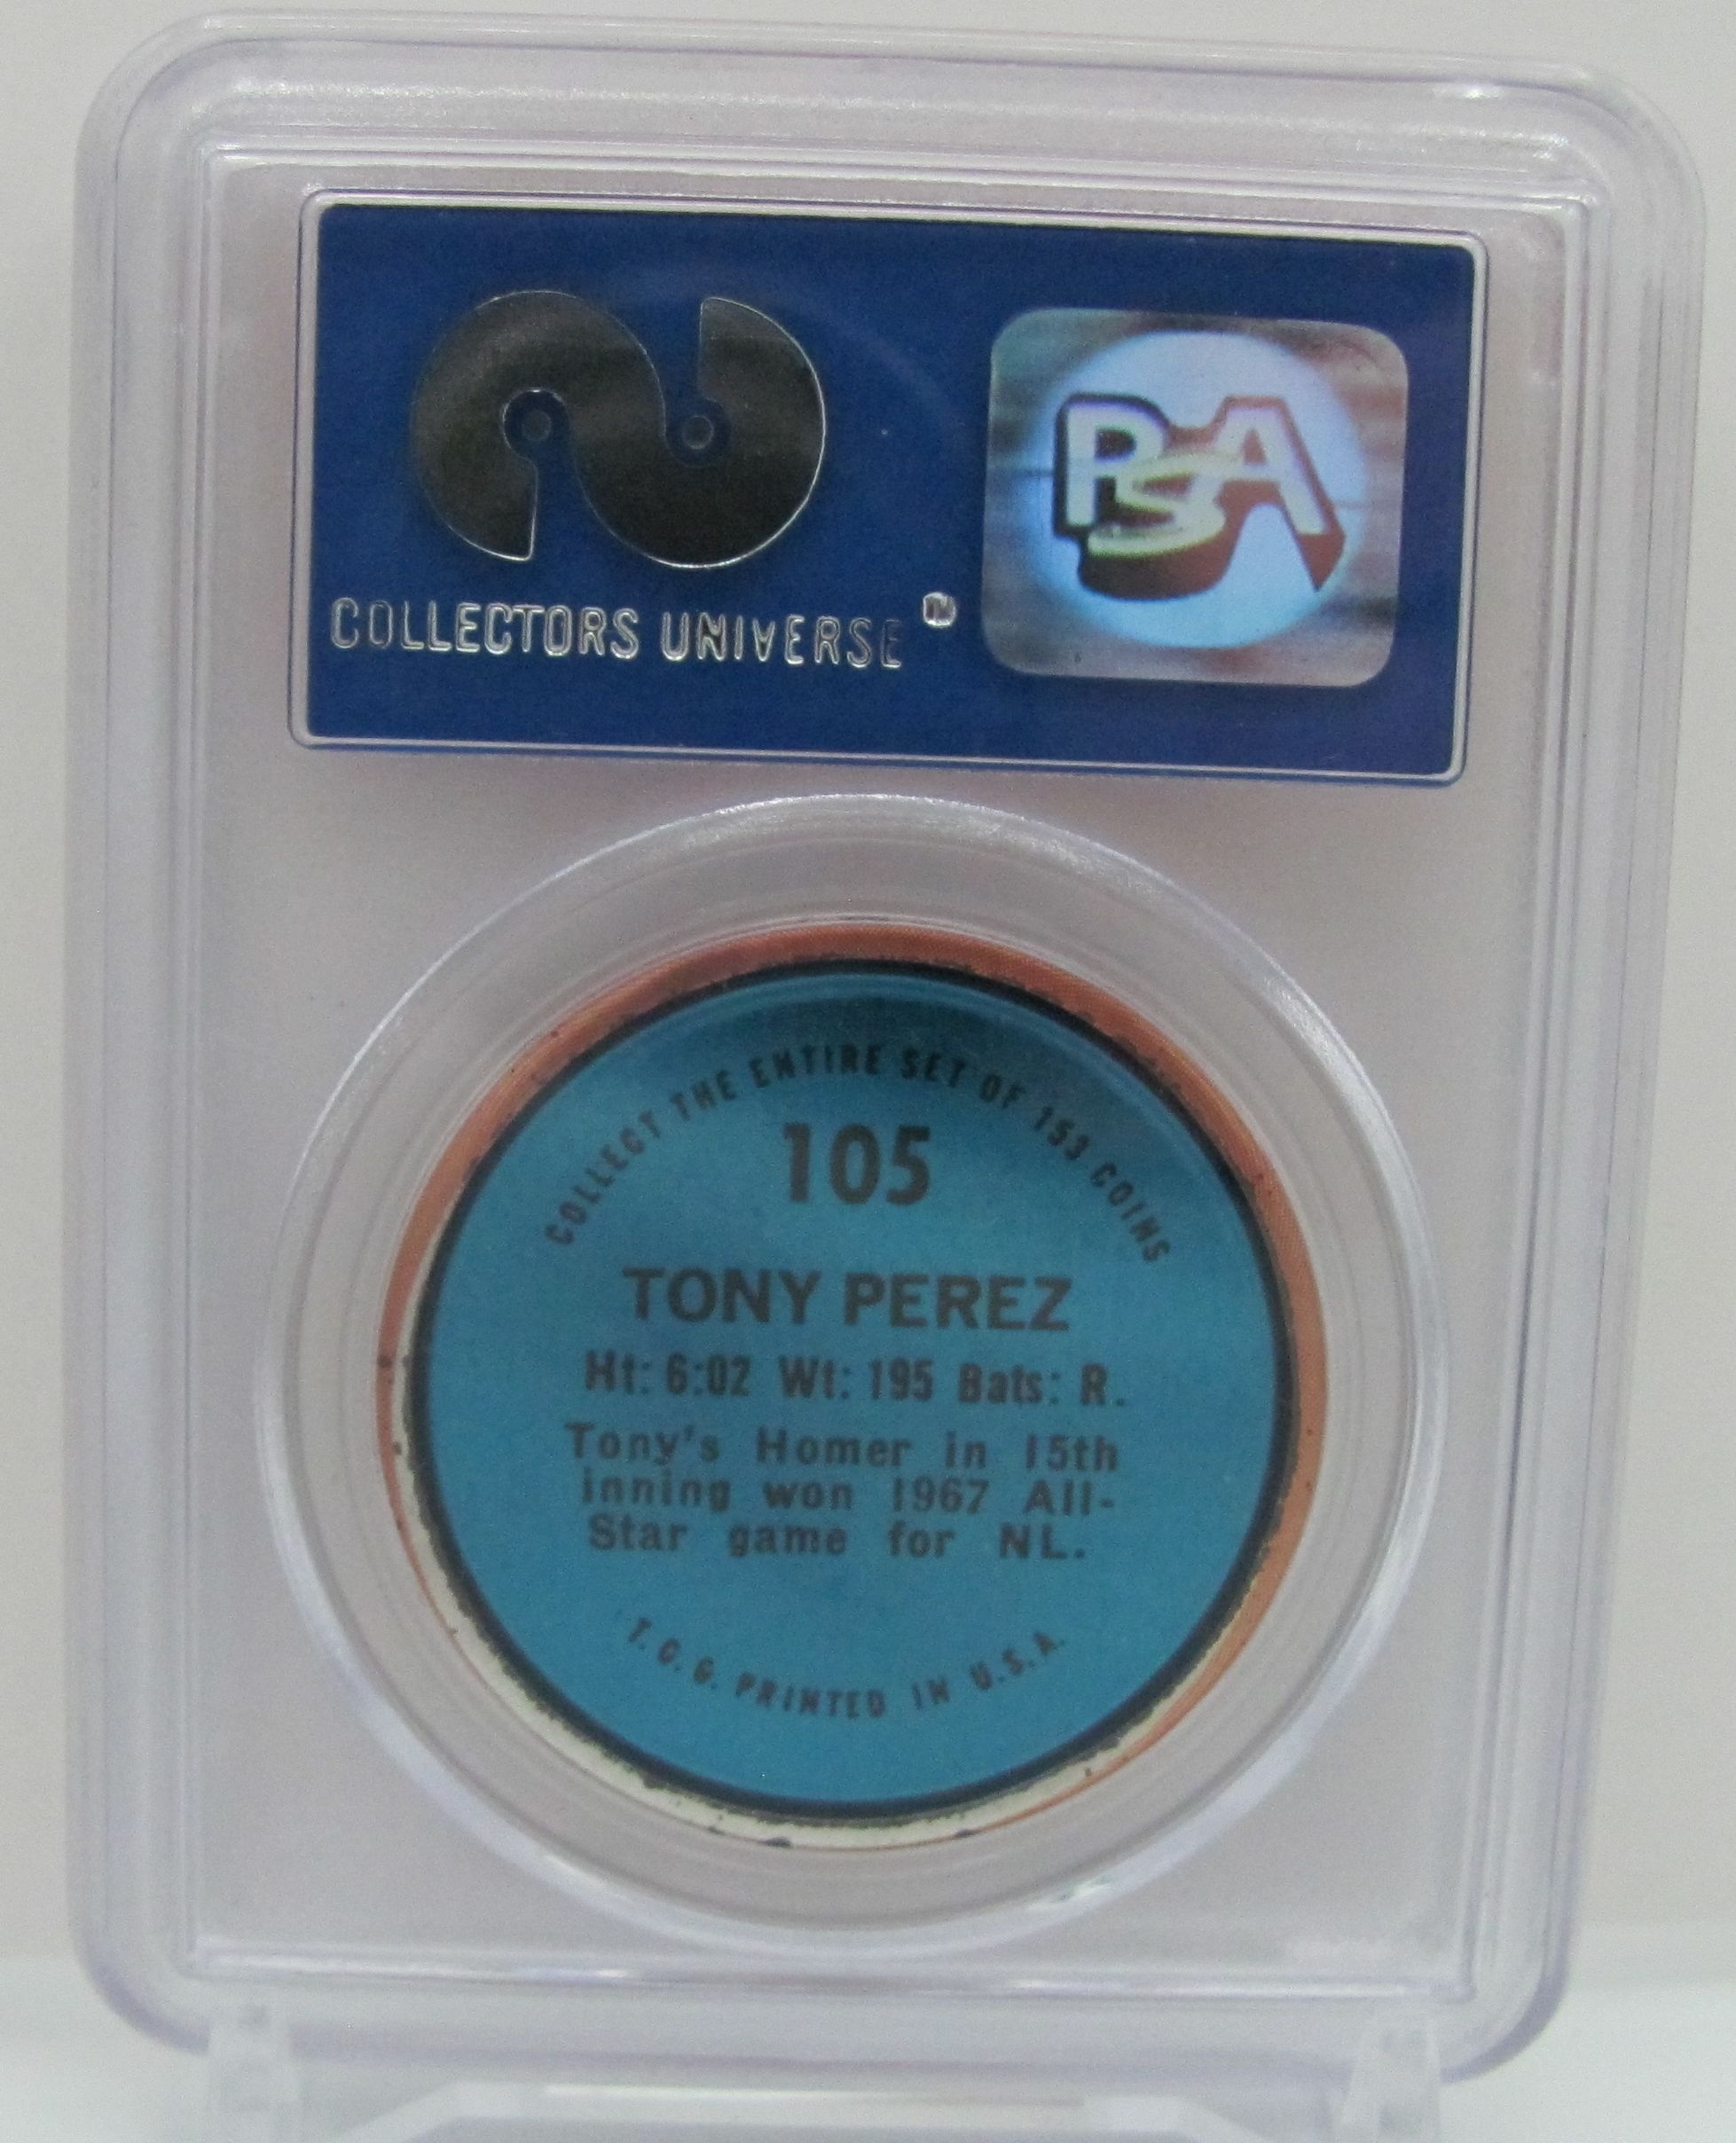 COLLECTORS UNIVERSE TM
PSA
COLLECT THE ENTIRE SET OF 153 COINS
105
TONY PEREZ
Ht: 6:02 Wt: 195 Bats: R.
Tony's Homer in 15th
inning won 1967 All-
Star game for NL.
T.C.G. PRINTED IN U.S.A.